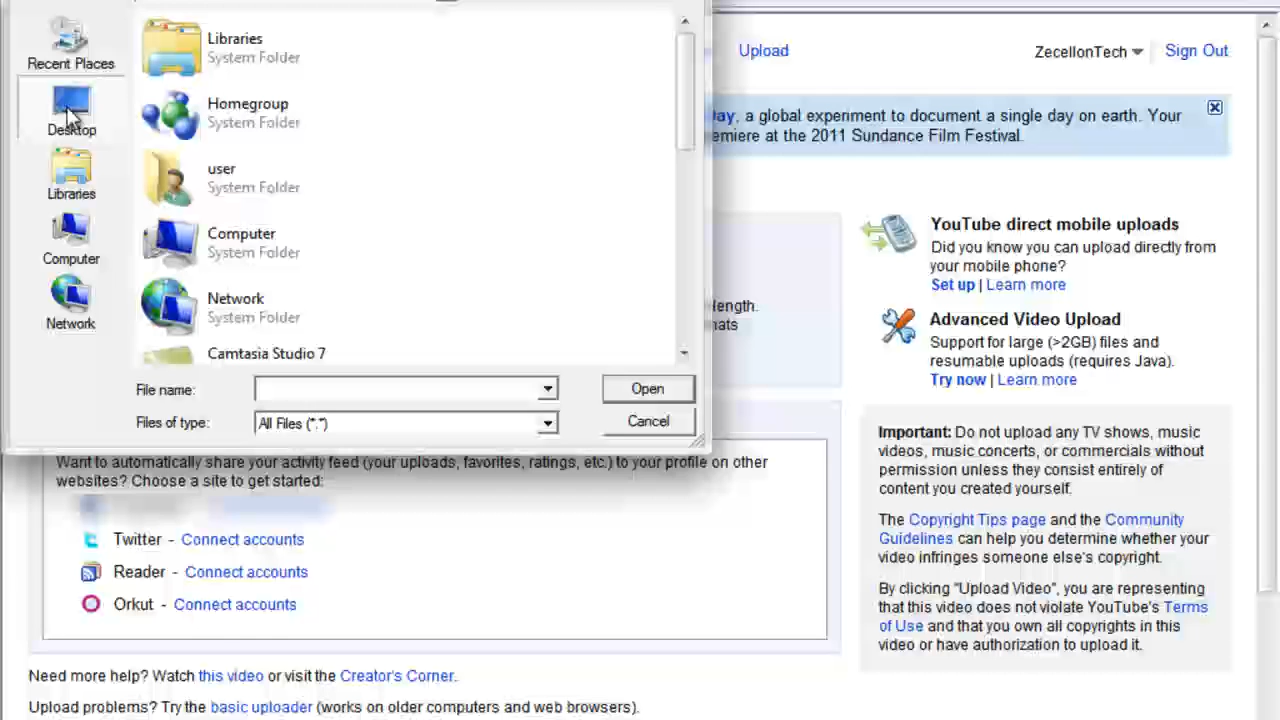 Recent Places
Desktop
Libraries
Computer
Network
Libraries
System Folder
Homegroup
System Folder
user
System Folder
Computer
System Folder
Network
System Folder
Camtasia Studio 7
File name:
Open
Files of type:
All Files (*.*)
Cancel
Upload
ZecellonTech
Sign Out
ay, a global experiment to document a single day on earth. Your
emiere at the 2011 Sundance Film Festival.
length.
mats
YouTube direct mobile uploads
Did you know you can upload directly from
your mobile phone?
Set up | Learn more
Advanced Video Upload
Support for large (>2GB) files and
resumable uploads (requires Java).
Try now | Learn more
Important: Do not upload any TV shows, music
videos, music concerts, or commercials without
permission unless they consist entirely of
content you created yourself.
The Copyright Tips page and the Community
Guidelines can help you determine whether your
video infringes someone else's copyright.
By clicking "Upload Video", you are representing
that this video does not violate YouTube's Terms
of Use and that you own all copyrights in this
video or have authorization to upload it.
Want to automatically share your activity feed (your uploads, favorites, ratings, etc.) to your profile on other
websites? Choose a site to get started:
Twitter - Connect accounts
Reader - Connect accounts
Orkut - Connect accounts
Need more help? Watch this video or visit the Creator's Corner.
Upload problems? Try the basic uploader (works on older computers and web browsers).